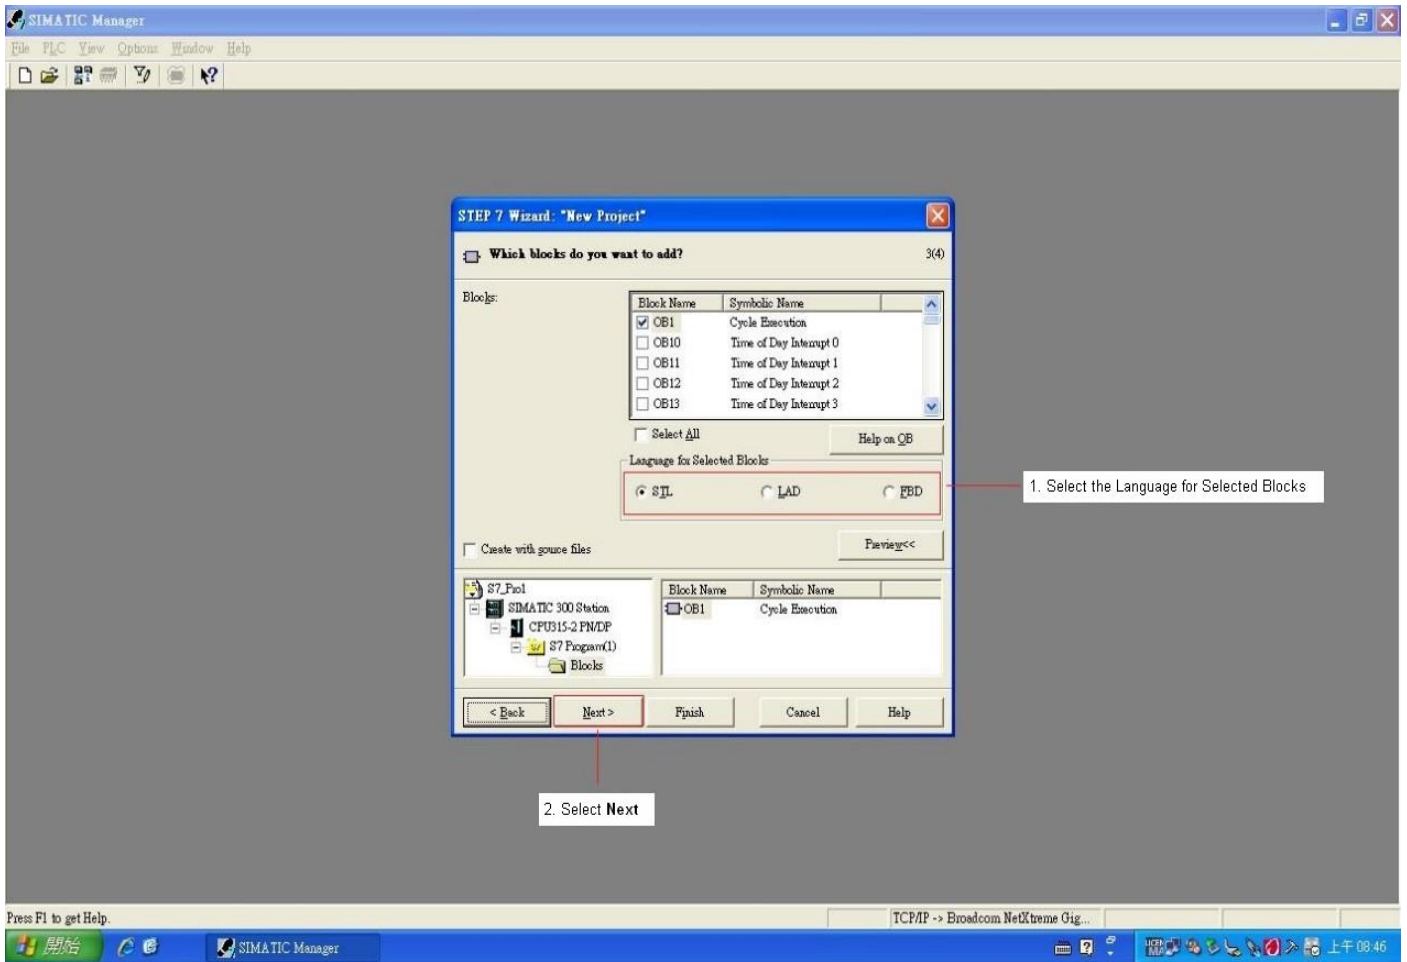 SIMATIC Manager
File PLC View Options Window Help
STEP 7 Wizard: "New Project"
Which blocks do you want to add? 3(4)
Blocks:
Block Name Symbolic Name
OB1 Cycle Execution
OB10 Time of Day Interrupt 0
OB11 Time of Day Interrupt 1
OB12 Time of Day Interrupt 2
OB13 Time of Day Interrupt 3
Select All
Help on OB
Language for Selected Blocks
STL LAD FBD
1. Select the Language for Selected Blocks
Create with source files
Preview<<
S7_Pro1
SIMATIC 300 Station
CPU315-2 PN/DP
S7 Program(1)
Blocks
Block Name Symbolic Name
OB1 Cycle Execution
< Back Next > Finish Cancel Help
2. Select Next
Press F1 to get Help.
TCP/IP -> Broadcom NetXtreme Gig...
開始
SIMATIC Manager
上午 08:46